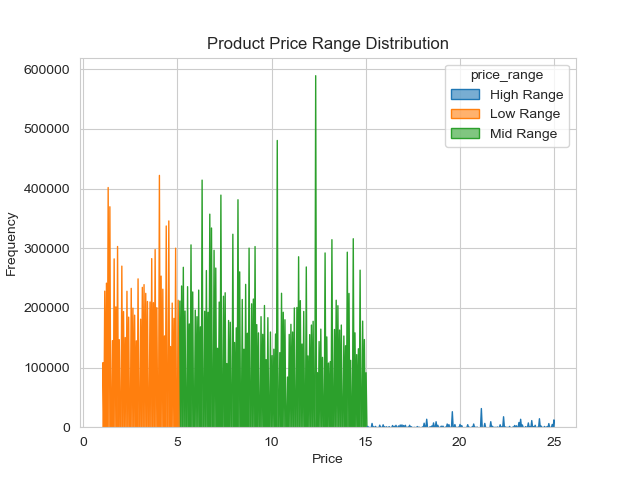 Product Price Range Distribution
600000
500000
400000
300000
200000
100000
0
Frequency
price_range
High Range
Low Range
Mid Range
0 5 10 15 20 25
Price